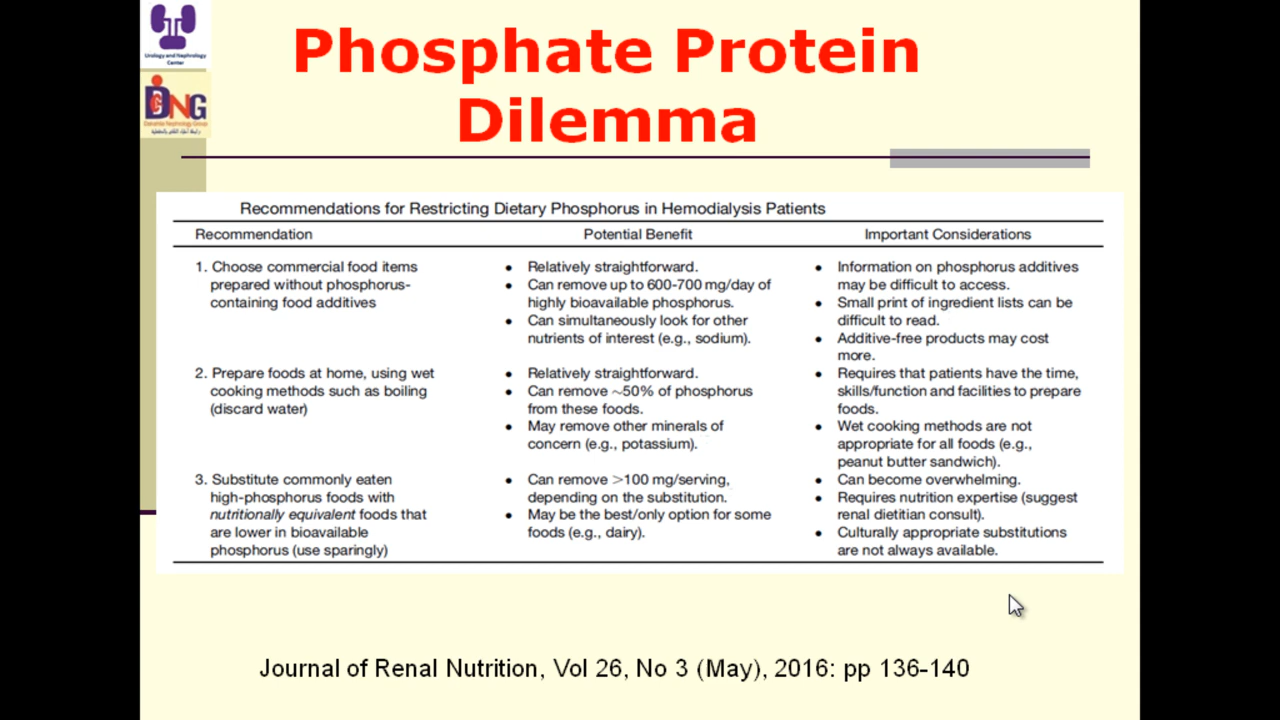 Urology and Nephrology
Center
DCNG
Phosphate Protein
Dilemma
Recommendations for Restricting Dietary Phosphorus in Hemodialysis Patients
Recommendation Potential Benefit Important Considerations
1. Choose commercial food items
prepared without phosphorus-
containing food additives
• Relatively straightforward.
• Can remove up to 600-700 mg/day of
highly bioavailable phosphorus.
• Can simultaneously look for other
nutrients of interest (e.g., sodium).
• Information on phosphorus additives
may be difficult to access.
• Small print of ingredient lists can be
difficult to read.
• Additive-free products may cost
more.
2. Prepare foods at home, using wet
cooking methods such as boiling
(discard water)
• Relatively straightforward.
• Can remove ~50% of phosphorus
from these foods.
• May remove other minerals of
concern (e.g., potassium).
• Requires that patients have the time,
skills/function and facilities to prepare
foods.
• Wet cooking methods are not
appropriate for all foods (e.g.,
peanut butter sandwich).
3. Substitute commonly eaten
high-phosphorus foods with
nutritionally equivalent foods that
are lower in bioavailable
phosphorus (use sparingly)
• Can remove >100 mg/serving,
depending on the substitution.
• May be the best/only option for some
foods (e.g., dairy).
• Can become overwhelming.
• Requires nutrition expertise (suggest
renal dietitian consult).
• Culturally appropriate substitutions
are not always available.
Journal of Renal Nutrition, Vol 26, No 3 (May), 2016: pp 136-140